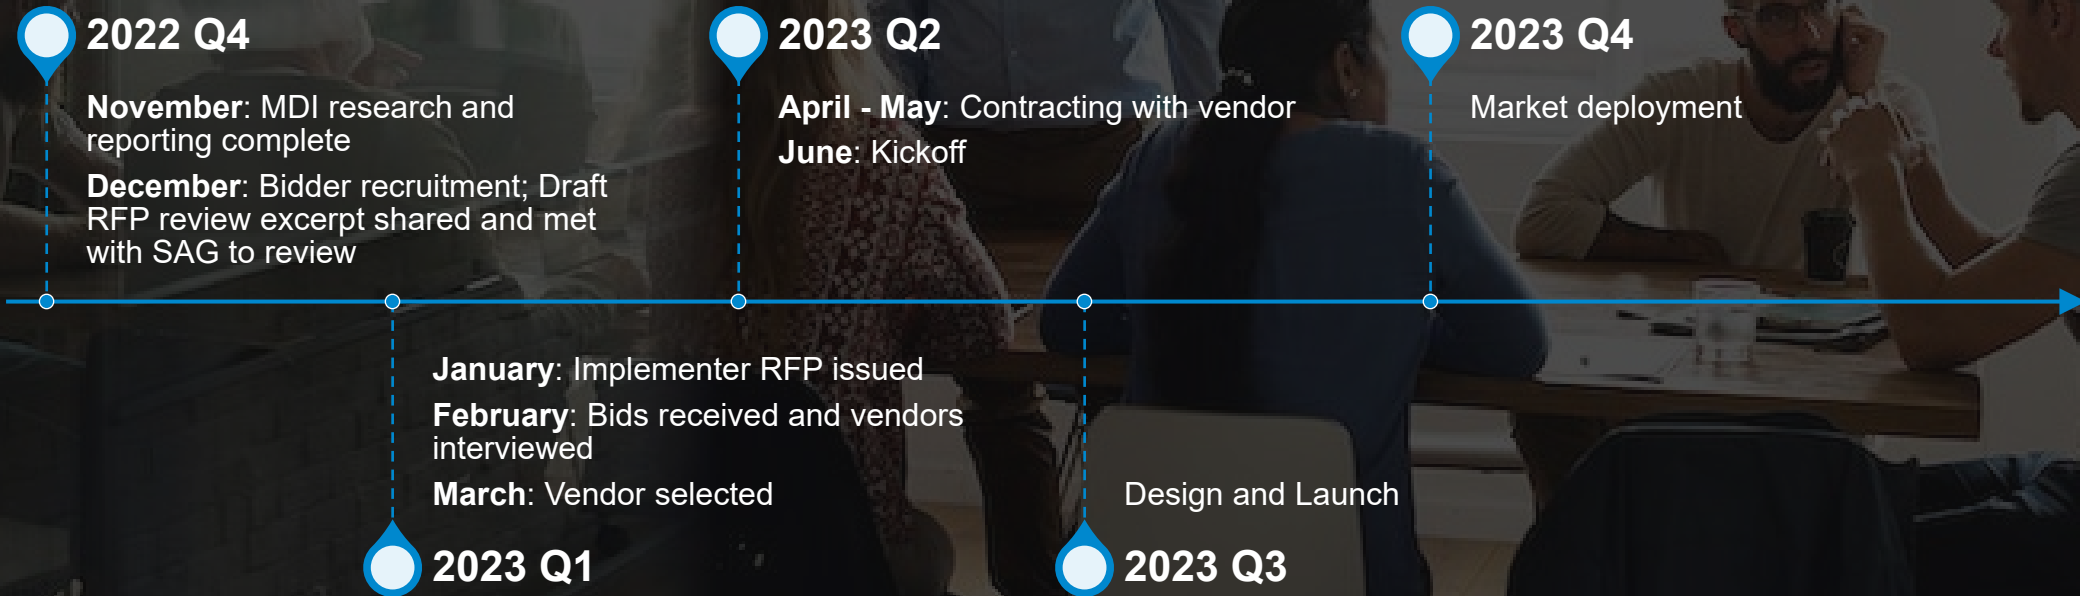 2022 Q4
November: MDI research and
reporting complete
December: Bidder recruitment; Draft
RFP review excerpt shared and met
with SAG to review
January: Implementer RFP issued
February: Bids received and vendors
interviewed
March: Vendor selected
2023 Q1
2023 Q2
April - May: Contracting with vendor
June: Kickoff
Design and Launch
2023 Q3
2023 Q4
Market deployment